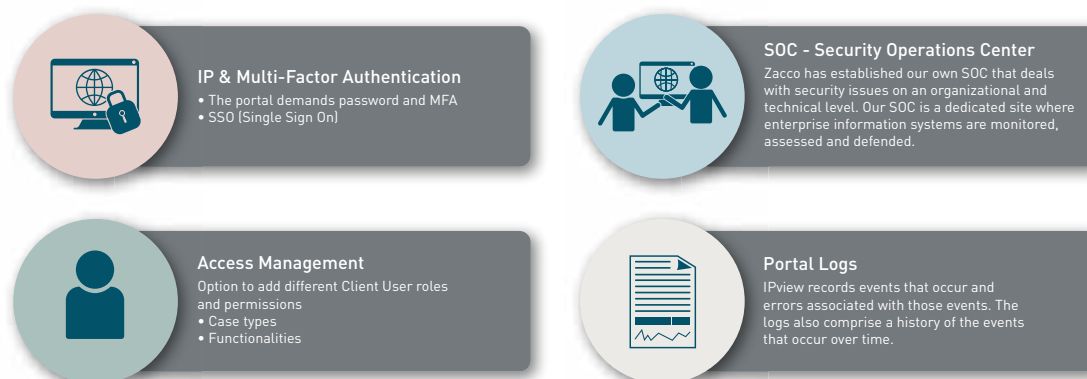 IP & Multi-Factor Authentication
• The portal demands password and MFA
• SSO (Single Sign On)
SOC - Security Operations Center
Zacco has established our own SOC that deals
with security issues on an organizational and
technical level. Our SOC is a dedicated site where
enterprise information systems are monitored,
assessed and defended.
Access Management
Option to add different Client User roles
and permissions
• Case types
• Functionalities
Portal Logs
IPview records events that occur and
errors associated with those events. The
logs also comprise a history of the events
that occur over time.